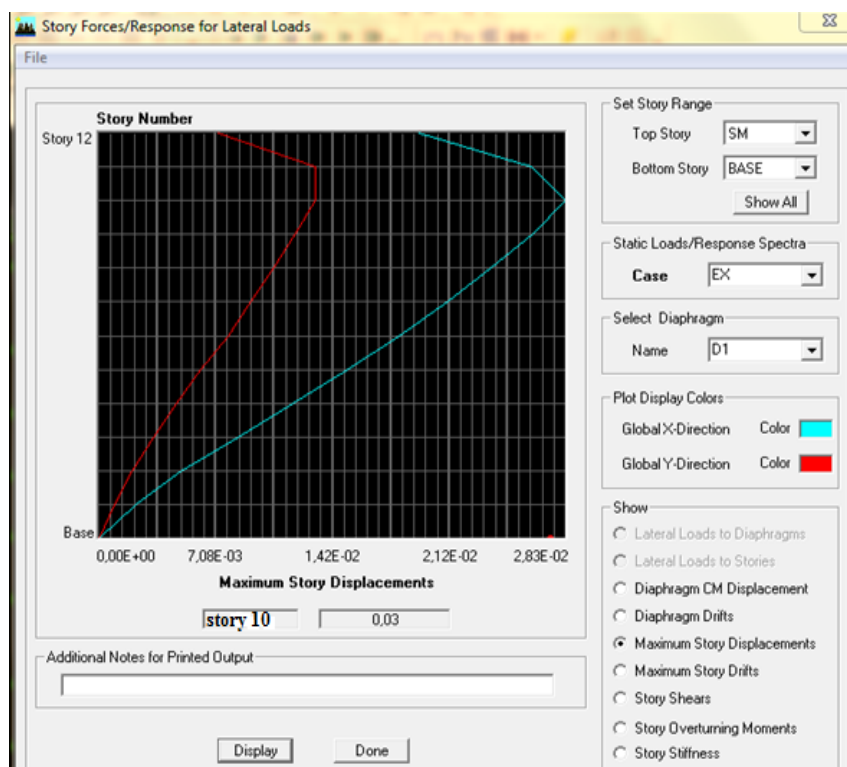 Story Forces/Response for Lateral Loads
File
Story Number
Story 12
Base
0,00E+00 7,08E-03 1,42E-02 2,12E-02 2,83E-02
Maximum Story Displacements
story 10 0,03
Additional Notes for Printed Output
Display Done
Set Story Range
Top Story SM
Bottom Story BASE
Show All
Static Loads/Response Spectra
Case EX
Select Diaphragm
Name D1
Plot Display Colors
Global X-Direction Color
Global Y-Direction Color
Show
Lateral Loads to Diaphragms
Lateral Loads to Stories
Diaphragm CM Displacement
Diaphragm Drifts
Maximum Story Displacements
Maximum Story Drifts
Story Shears
Story Overturning Moments
Story Stiffness